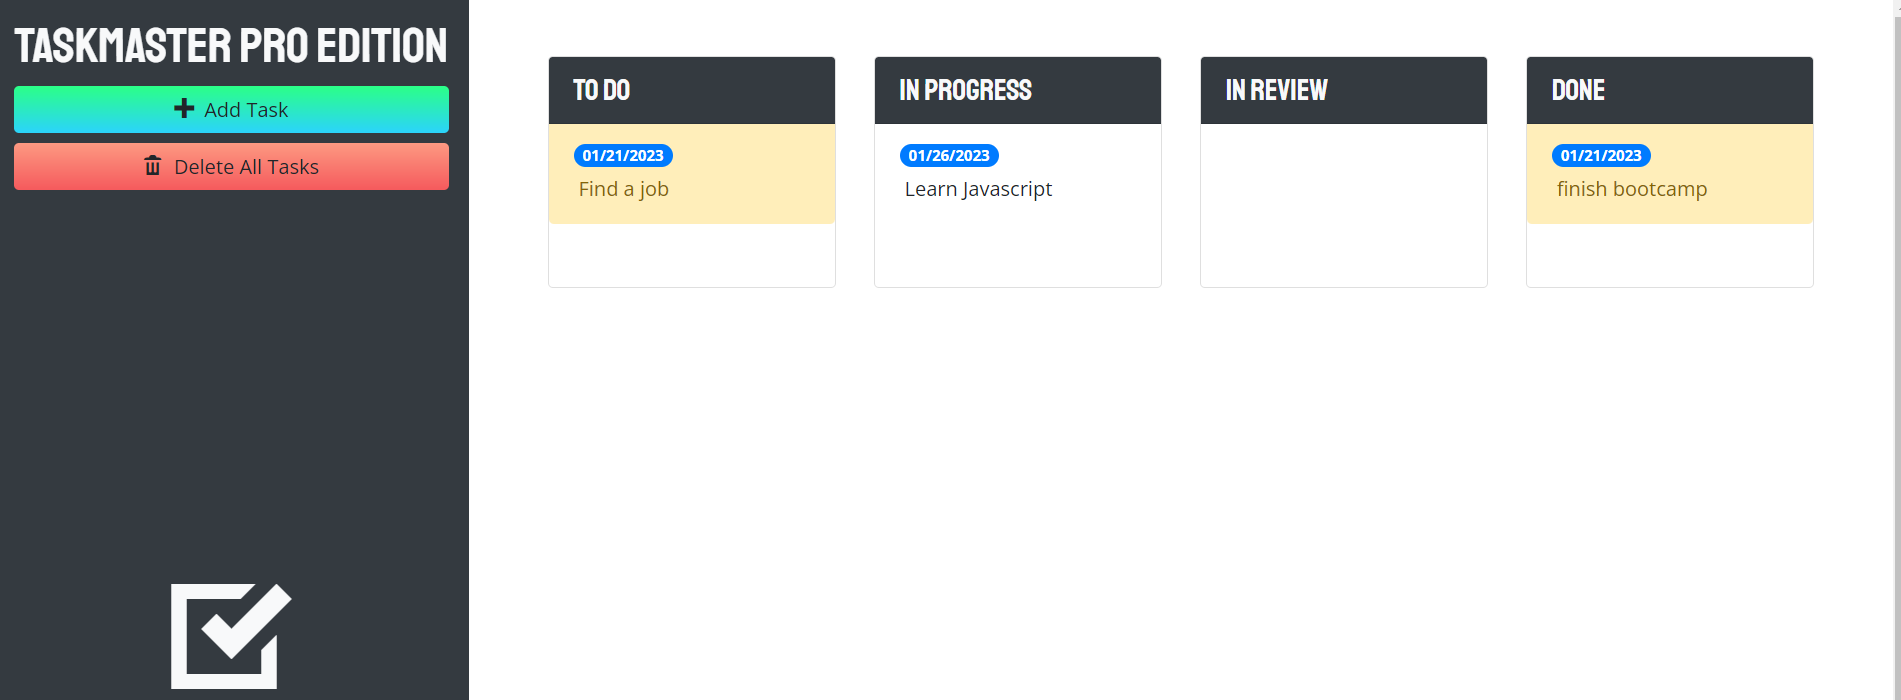 TASKMASTER PRO EDITION
Add Task
Delete All Tasks
TO DO
01/21/2023
Find a job
IN PROGRESS
01/26/2023
Learn Javascript
IN REVIEW
DONE
01/21/2023
finish bootcamp